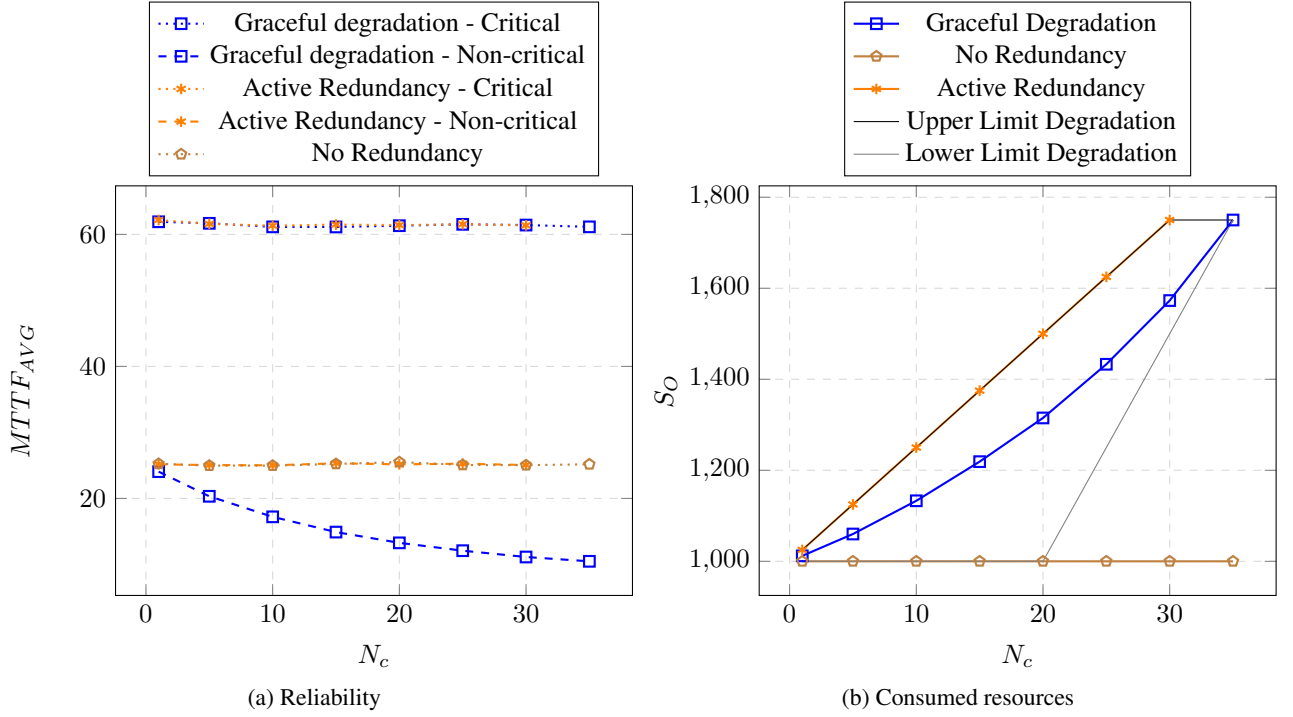 Graceful degradation - Critical
Graceful degradation - Non-critical
Active Redundancy - Critical
Active Redundancy - Non-critical
No Redundancy
60
40
20
0
10
20
30
MTTF_{AVG}
N_c
(a) Reliability
Graceful Degradation
No Redundancy
Active Redundancy
Upper Limit Degradation
Lower Limit Degradation
1,800
1,600
1,400
1,200
1,000
0
10
20
30
S_O
N_c
(b) Consumed resources